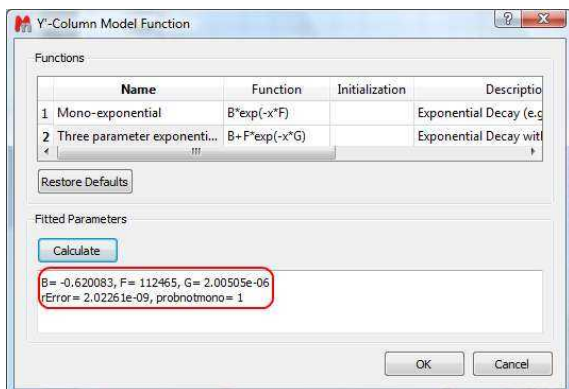 Y'-Column Model Function
Functions
Name Function Initialization Descriptio
1 Mono-exponential B*exp(-x*F) Exponential Decay (e.g
2 Three parameter exponenti... B+F*exp(-x*G) Exponential Decay witl
Restore Defaults
Fitted Parameters
Calculate
B= -0.620083, F= 112465, G= 2.00505e-06
rError= 2.02261e-09, probnotmono= 1
OK Cancel